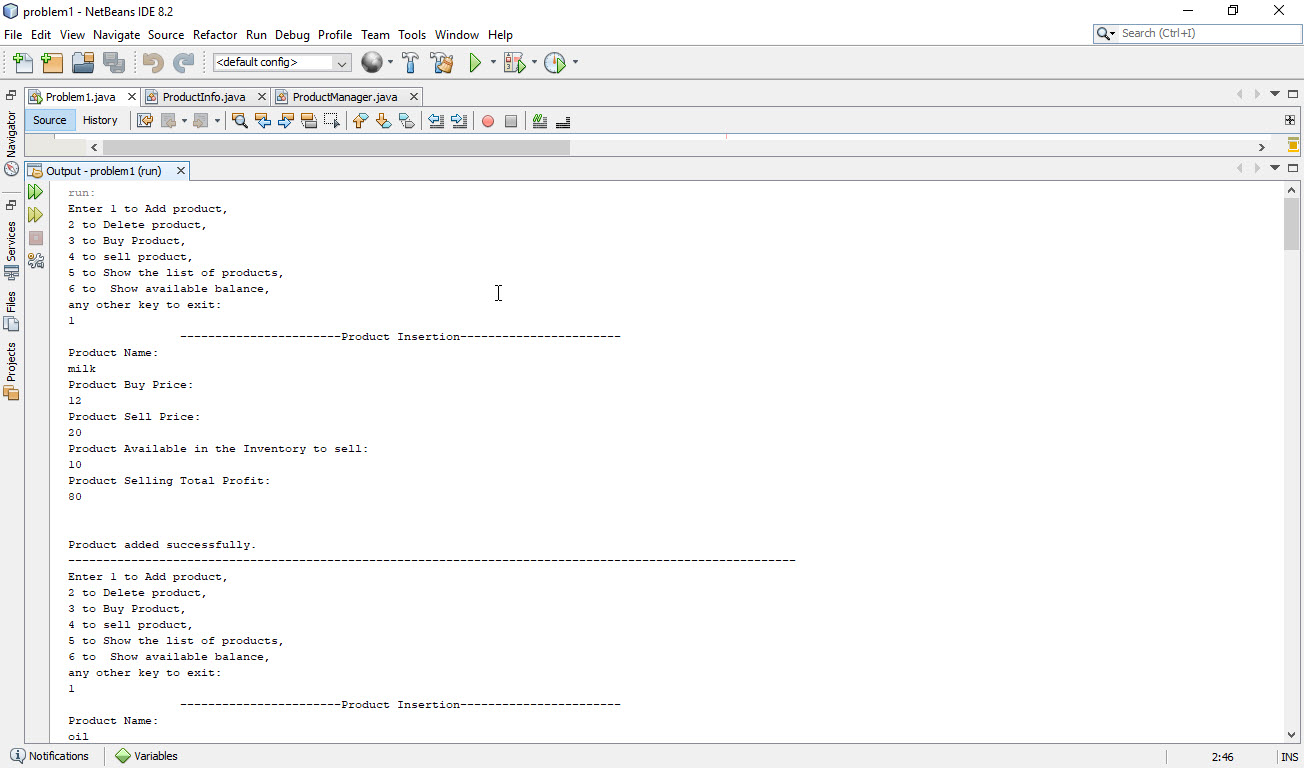 problem1 - NetBeans IDE 8.2
File Edit View Navigate Source Refactor Run Debug Profile Team Tools Window Help
Search (Ctrl+I)
<default config>
Problem1.java ProductInfo.java ProductManager.java
Source History
Navigator
Services
Files
Projects
Output - problem1 (run)
run:
Enter 1 to Add product,
2 to Delete product,
3 to Buy Product,
4 to sell product,
5 to Show the list of products,
6 to  Show available balance,
any other key to exit:
1
-----------------------Product Insertion-----------------------
Product Name:
milk
Product Buy Price:
12
Product Sell Price:
20
Product Available in the Inventory to sell:
10
Product Selling Total Profit:
80
Product added successfully.
--------------------------------------------------------------------------------------------------------
Enter 1 to Add product,
2 to Delete product,
3 to Buy Product,
4 to sell product,
5 to Show the list of products,
6 to  Show available balance,
any other key to exit:
1
-----------------------Product Insertion-----------------------
Product Name:
oil
Notifications Variables 2:46 INS